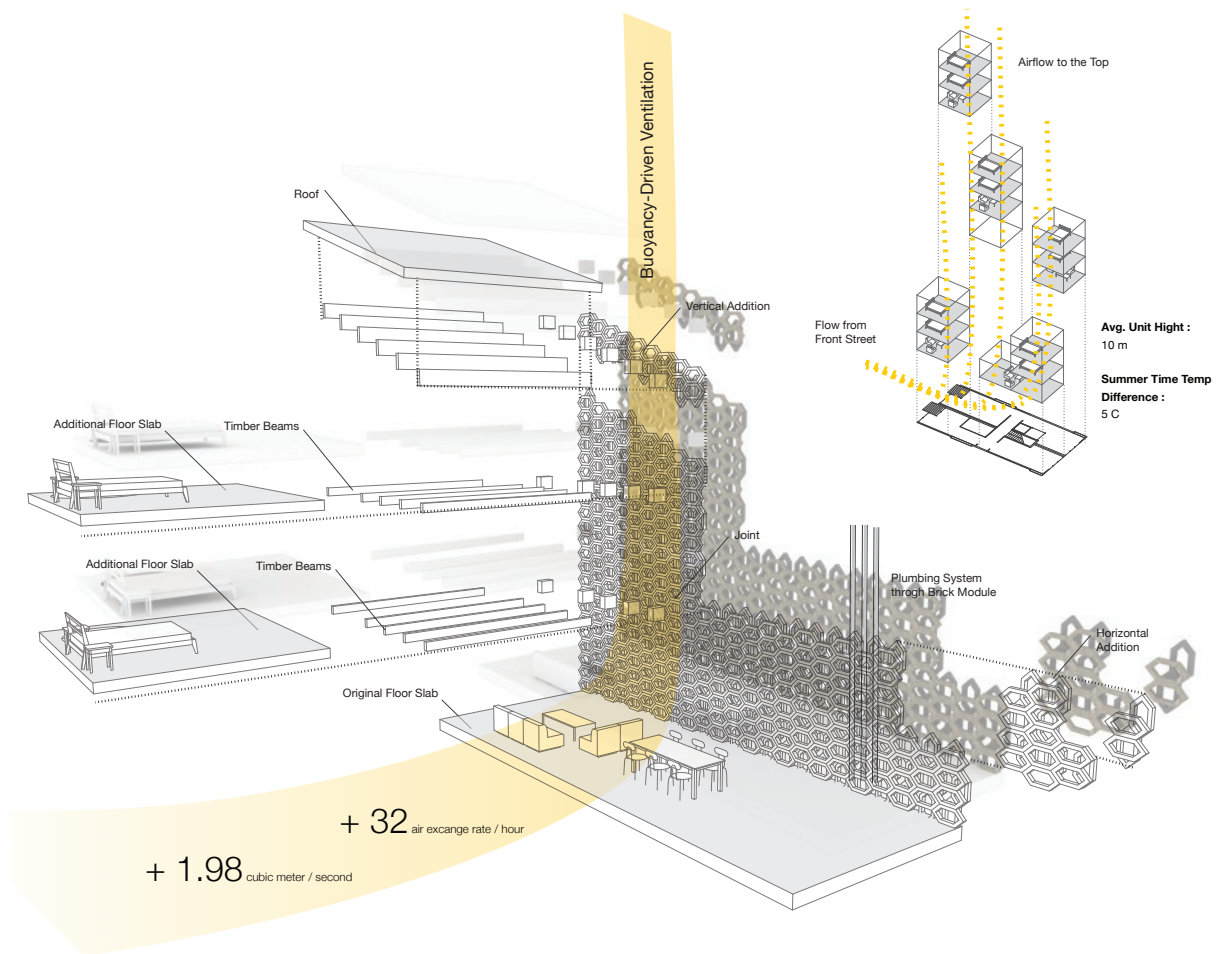 Airflow to the Top
Buoyancy-Driven Ventilation
Roof
Vertical Addition
Flow from
Front Street
Avg. Unit Hight :
10 m
Summer Time Temp
Difference :
5 C
Additional Floor Slab
Timber Beams
Joint
Additional Floor Slab
Timber Beams
Plumbing System
throgh Brick Module
Horizontal
Addition
Original Floor Slab
+ 32 air excange rate / hour
+ 1.98 cubic meter / second